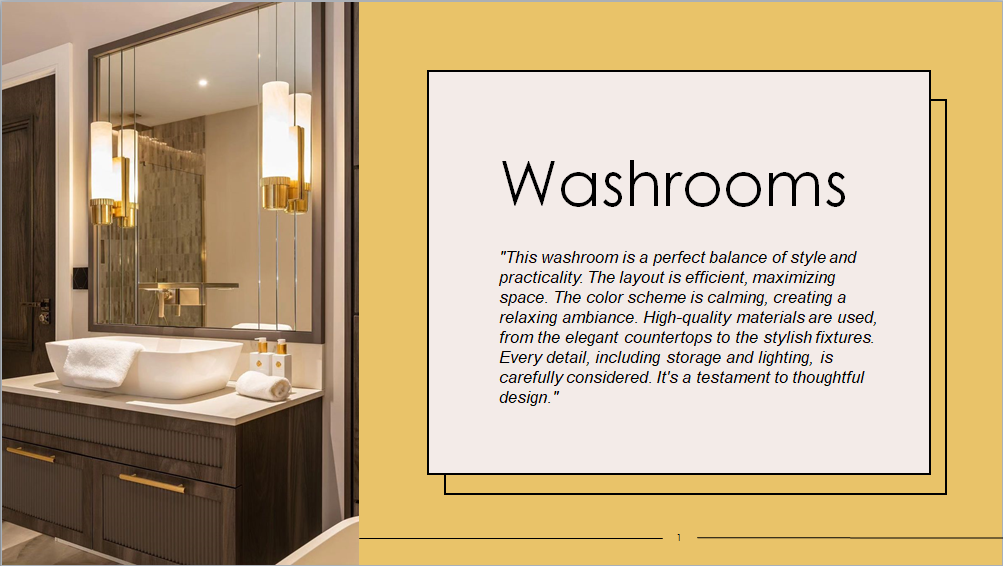 Washrooms
"This washroom is a perfect balance of style and
practicality. The layout is efficient, maximizing
space. The color scheme is calming, creating a
relaxing ambiance. High-quality materials are used,
from the elegant countertops to the stylish fixtures.
Every detail, including storage and lighting, is
carefully considered. It's a testament to thoughtful
design."
1